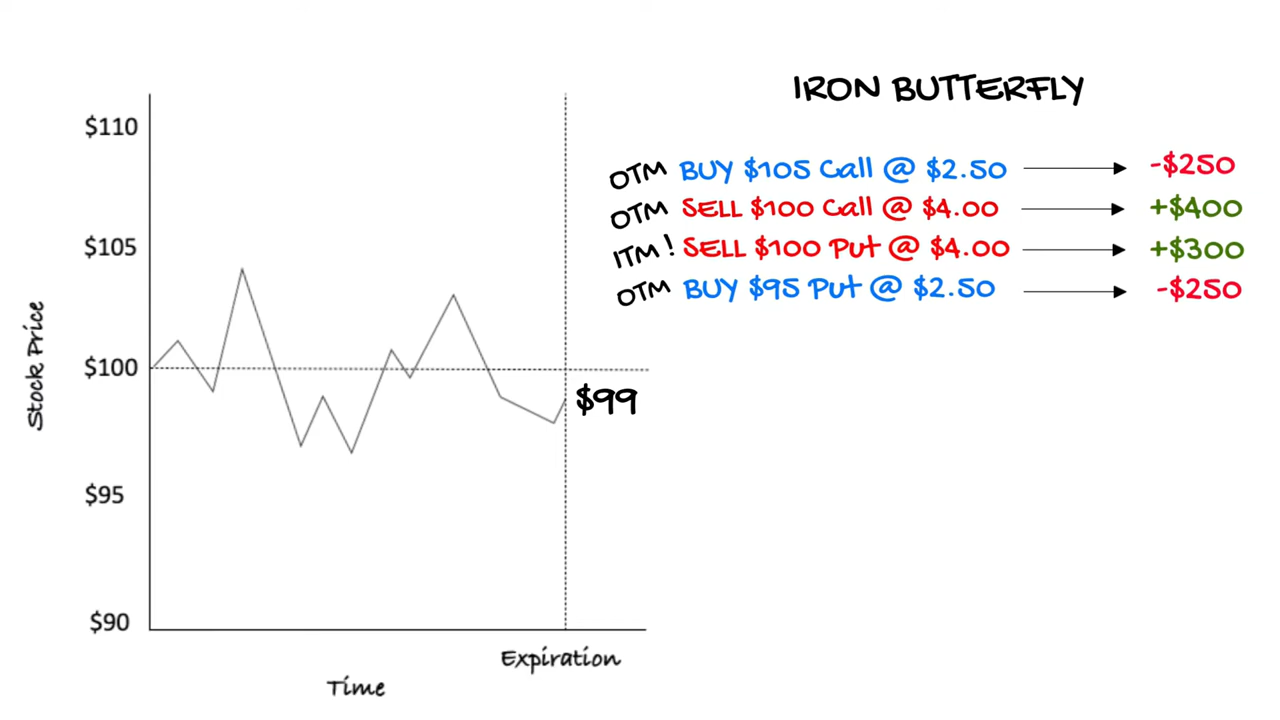 IRON BUTTERFLY
OTM BUY $105 Call @ $2.50 -$250
OTM SELL $100 Call @ $4.00 +$400
ITM! SELL $100 Put @ $4.00 +$300
OTM BUY $95 Put @ $2.50 -$250
$110
$105
$100
$95
$90
Stock Price
$99
Expiration
Time